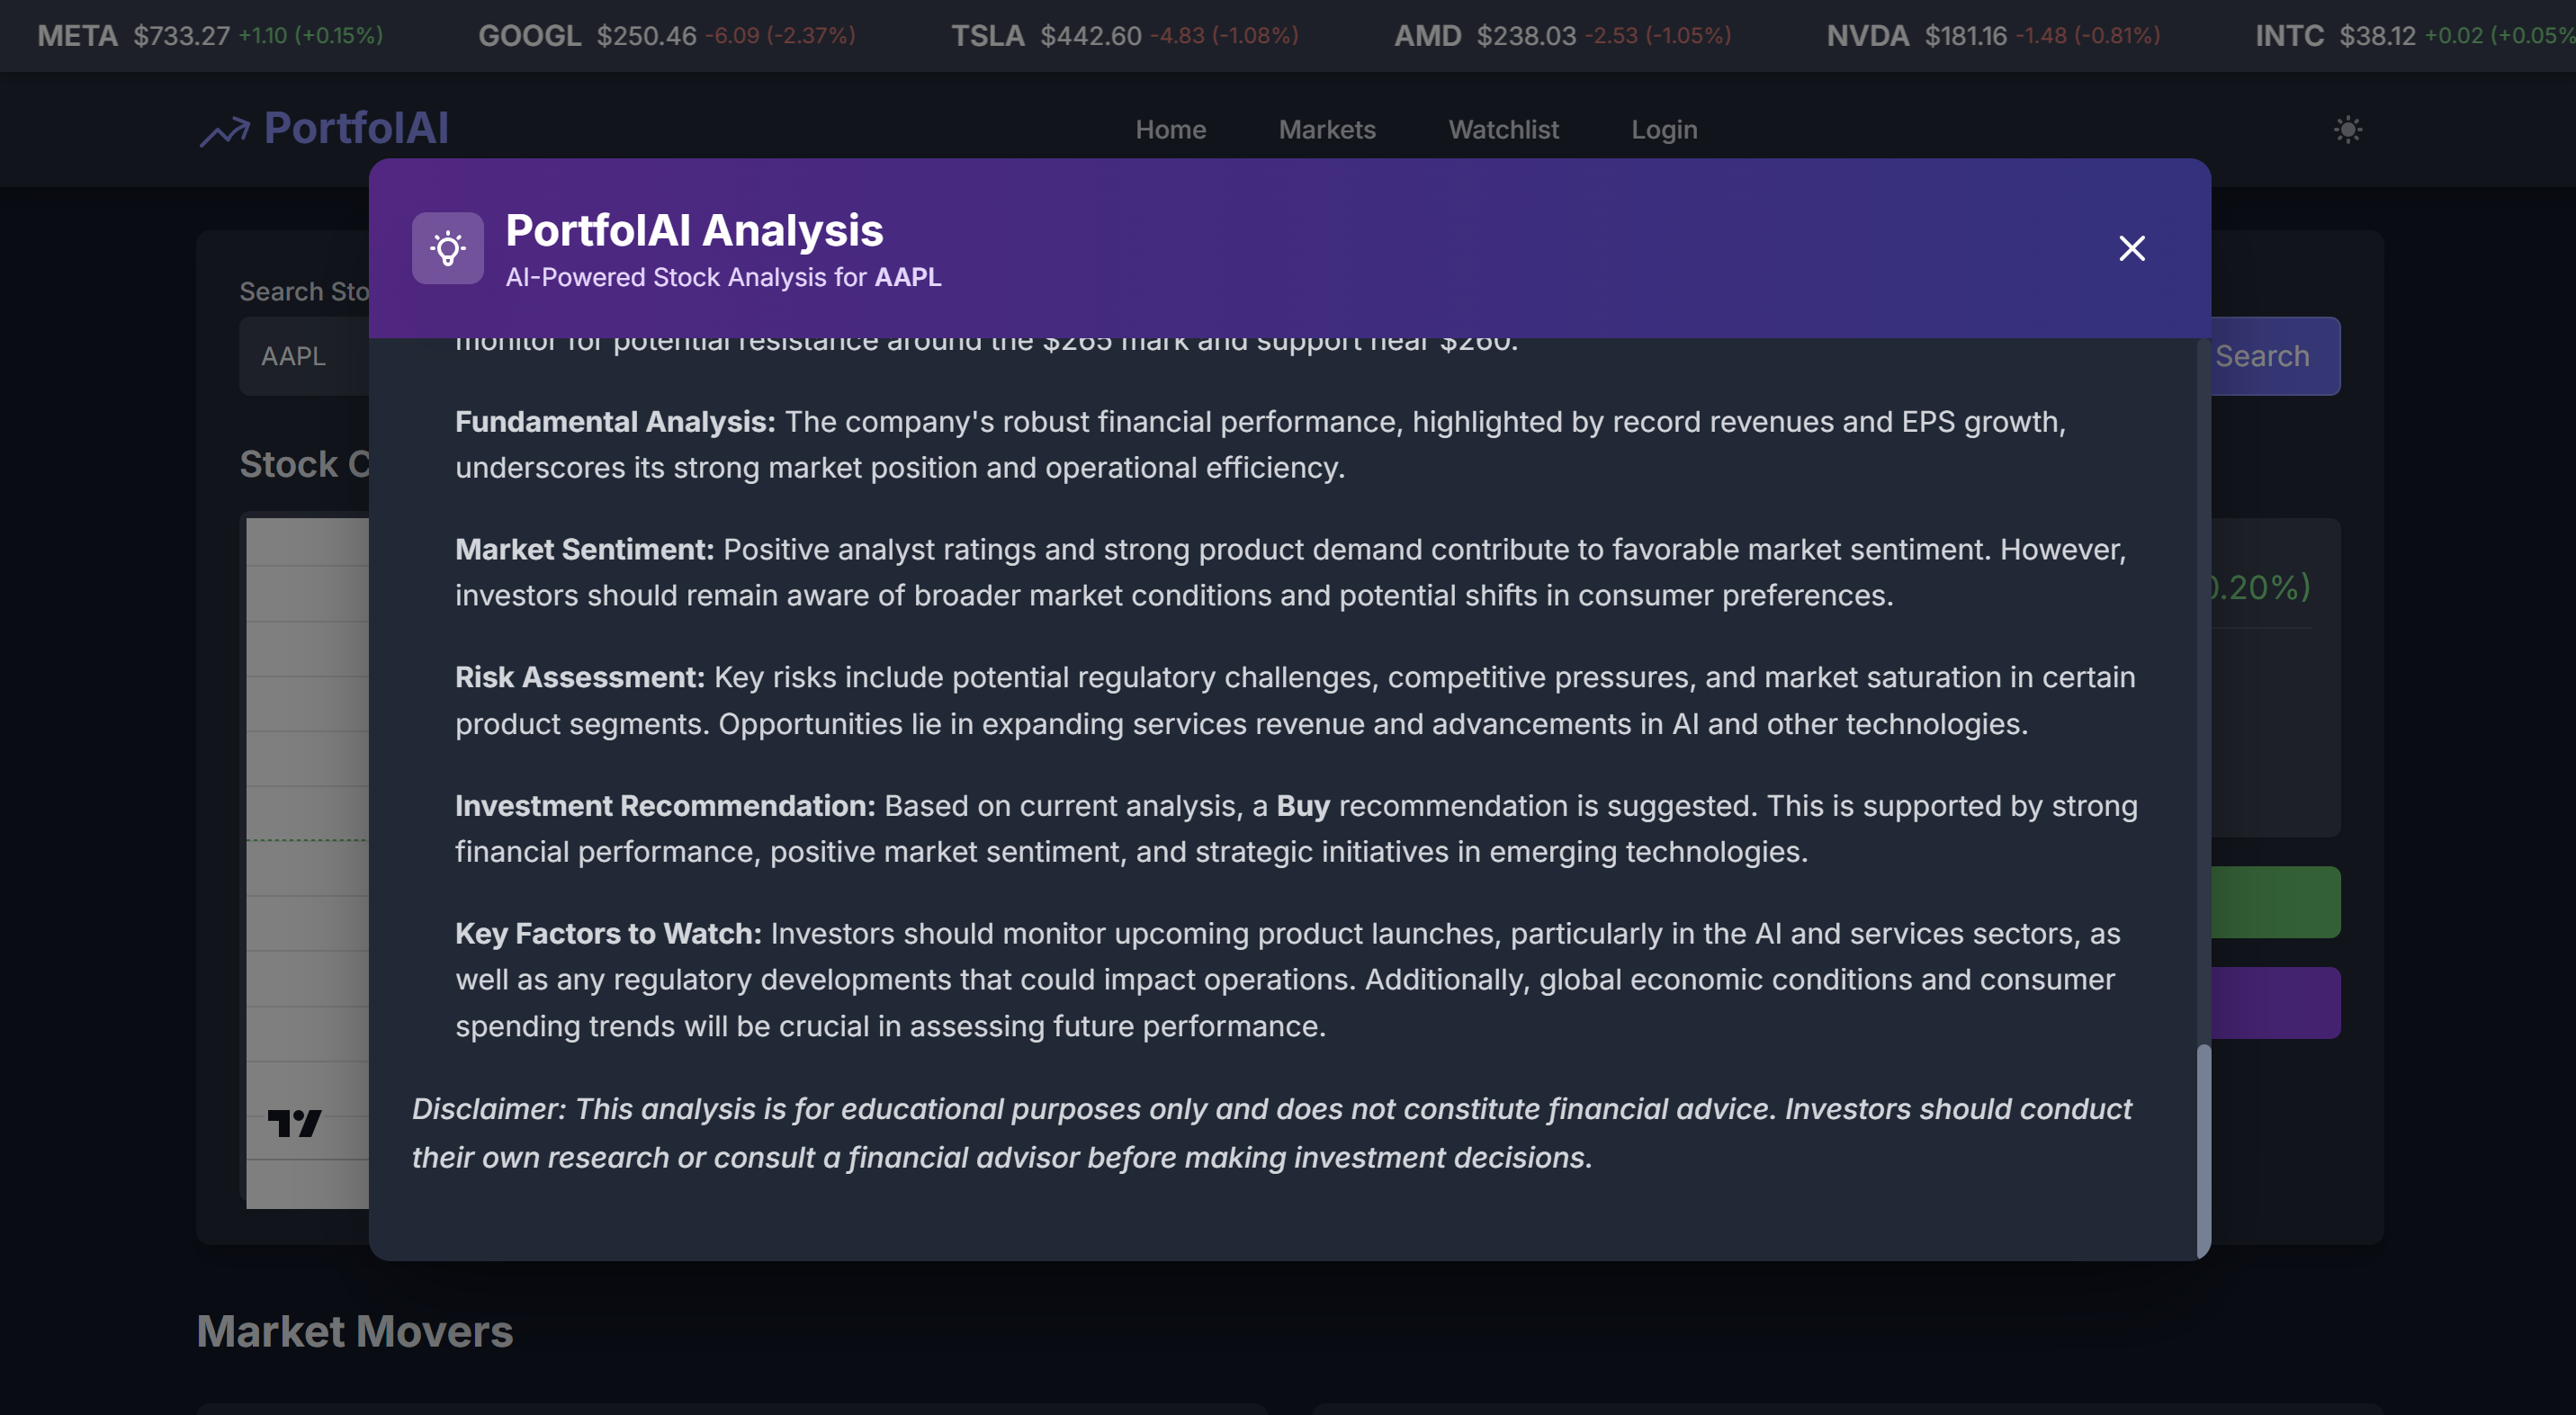 META $733.27 +1.10 (+0.15%) GOOGL $250.46 -6.09 (-2.37%) TSLA $442.60 -4.83 (-1.08%) AMD $238.03 -2.53 (-1.05%) NVDA $181.16 -1.48 (-0.81%) INTC $38.12 +0.02 (+0.05%
PortfolAI Home Markets Watchlist Login
PortfolAI Analysis
AI-Powered Stock Analysis for AAPL
Search Sto
AAPL
Search
Stock C
0.20%)
monitor for potential resistance around the $265 mark and support near $260.
Fundamental Analysis: The company's robust financial performance, highlighted by record revenues and EPS growth,
underscores its strong market position and operational efficiency.
Market Sentiment: Positive analyst ratings and strong product demand contribute to favorable market sentiment. However,
investors should remain aware of broader market conditions and potential shifts in consumer preferences.
Risk Assessment: Key risks include potential regulatory challenges, competitive pressures, and market saturation in certain
product segments. Opportunities lie in expanding services revenue and advancements in AI and other technologies.
Investment Recommendation: Based on current analysis, a Buy recommendation is suggested. This is supported by strong
financial performance, positive market sentiment, and strategic initiatives in emerging technologies.
Key Factors to Watch: Investors should monitor upcoming product launches, particularly in the AI and services sectors, as
well as any regulatory developments that could impact operations. Additionally, global economic conditions and consumer
spending trends will be crucial in assessing future performance.
Disclaimer: This analysis is for educational purposes only and does not constitute financial advice. Investors should conduct
their own research or consult a financial advisor before making investment decisions.
Market Movers